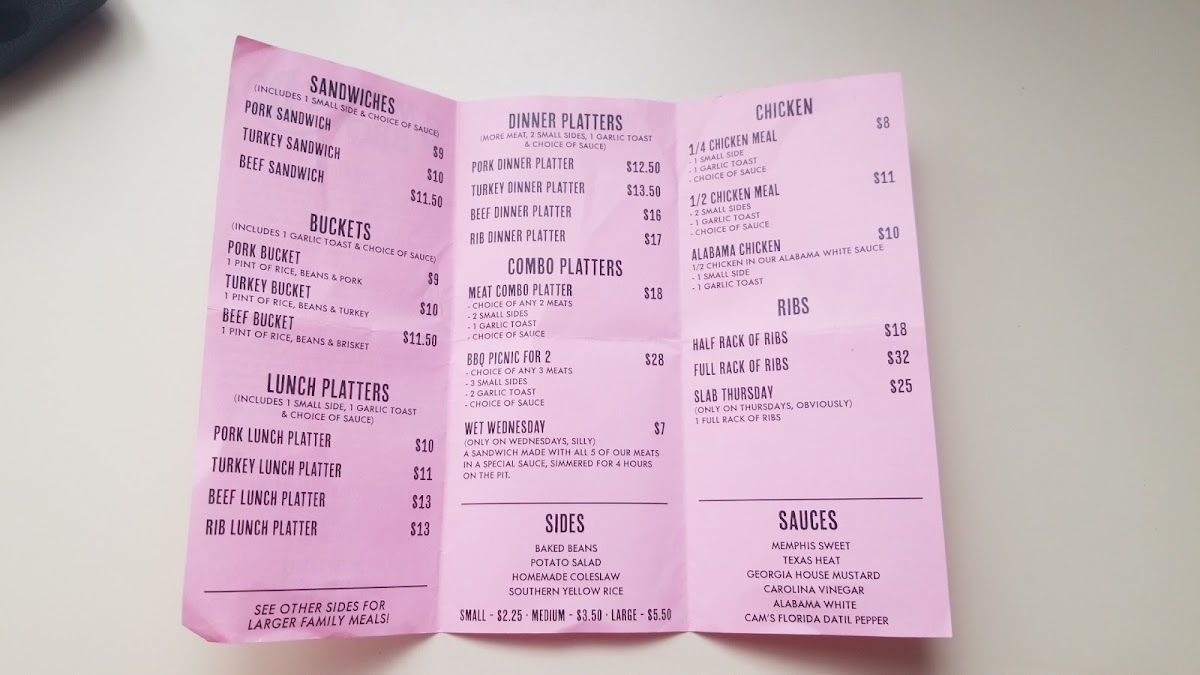 SANDWICHES
(INCLUDES 1 SMALL SIDE & CHOICE OF SAUCE)
PORK SANDWICH $9
TURKEY SANDWICH $10
BEEF SANDWICH $11.50
BUCKETS
(INCLUDES 1 GARLIC TOAST & CHOICE OF SAUCE)
PORK BUCKET $9
1 PINT OF RICE, BEANS & PORK
TURKEY BUCKET $10
1 PINT OF RICE, BEANS & TURKEY
BEEF BUCKET $11.50
1 PINT OF RICE, BEANS & BRISKET
LUNCH PLATTERS
(INCLUDES 1 SMALL SIDE, 1 GARLIC TOAST
& CHOICE OF SAUCE)
PORK LUNCH PLATTER $10
TURKEY LUNCH PLATTER $11
BEEF LUNCH PLATTER $13
RIB LUNCH PLATTER $13
SEE OTHER SIDES FOR
LARGER FAMILY MEALS!
DINNER PLATTERS
(MORE MEAT, 2 SMALL SIDES, 1 GARLIC TOAST
& CHOICE OF SAUCE)
PORK DINNER PLATTER $12.50
TURKEY DINNER PLATTER $13.50
BEEF DINNER PLATTER $16
RIB DINNER PLATTER $17
COMBO PLATTERS
MEAT COMBO PLATTER $18
- CHOICE OF ANY 2 MEATS
- 2 SMALL SIDES
- 1 GARLIC TOAST
- CHOICE OF SAUCE
BBQ PICNIC FOR 2 $28
- CHOICE OF ANY 3 MEATS
- 3 SMALL SIDES
- 2 GARLIC TOAST
- CHOICE OF SAUCE
WET WEDNESDAY $7
(ONLY ON WEDNESDAYS, SILLY)
A SANDWICH MADE WITH ALL 5 OF OUR MEATS
IN A SPECIAL SAUCE, SIMMERED FOR 4 HOURS
ON THE PIT.
SIDES
BAKED BEANS
POTATO SALAD
HOMEMADE COLESLAW
SOUTHERN YELLOW RICE
SMALL - $2.25 · MEDIUM - $3.50 · LARGE - $5.50
CHICKEN
1/4 CHICKEN MEAL $8
- 1 SMALL SIDE
- 1 GARLIC TOAST
- CHOICE OF SAUCE
1/2 CHICKEN MEAL $11
- 2 SMALL SIDES
- 1 GARLIC TOAST
- CHOICE OF SAUCE
ALABAMA CHICKEN $10
1/2 CHICKEN IN OUR ALABAMA WHITE SAUCE
- 1 SMALL SIDE
- 1 GARLIC TOAST
RIBS
HALF RACK OF RIBS $18
FULL RACK OF RIBS $32
SLAB THURSDAY $25
(ONLY ON THURSDAYS, OBVIOUSLY)
1 FULL RACK OF RIBS
SAUCES
MEMPHIS SWEET
TEXAS HEAT
GEORGIA HOUSE MUSTARD
CAROLINA VINEGAR
ALABAMA WHITE
CAM'S FLORIDA DATIL PEPPER